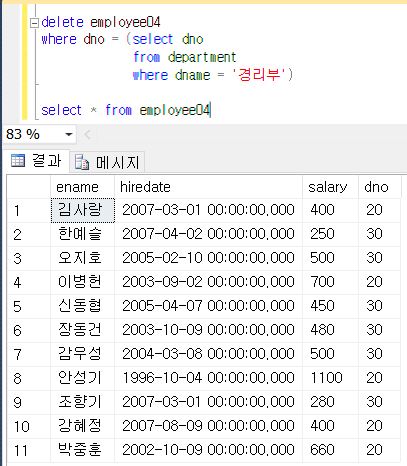 delete employee04
where dno = (select dno
from department
where dname = '경리부')
select * from employee04
83 %
결과 메시지
ename hiredate salary dno
1 김사랑 2007-03-01 00:00:00,000 400 20
2 한예슬 2007-04-02 00:00:00,000 250 30
3 오지호 2005-02-10 00:00:00,000 500 30
4 이병헌 2003-09-02 00:00:00,000 700 20
5 신동협 2005-04-07 00:00:00,000 450 30
6 장동건 2003-10-09 00:00:00,000 480 30
7 감우성 2004-03-08 00:00:00,000 500 30
8 안성기 1996-10-04 00:00:00,000 1100 20
9 조향기 2007-03-01 00:00:00,000 280 30
10 강혜정 2007-08-09 00:00:00,000 400 20
11 박중훈 2002-10-09 00:00:00,000 660 20